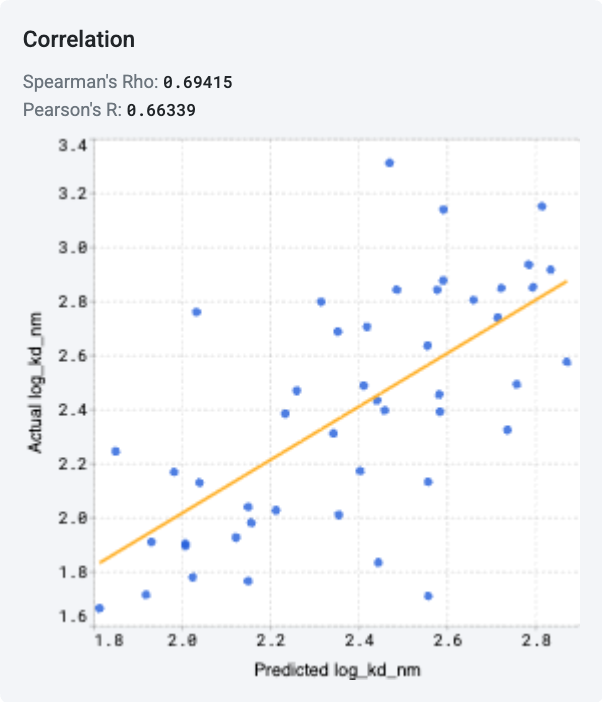 Correlation
Spearman's Rho: 0.69415
Pearson's R: 0.66339
3.4
3.2
3.0
2.8
2.6
2.4
2.2
2.0
1.8
1.6
Actual log_kd_nm
1.8 2.0 2.2 2.4 2.6 2.8
Predicted log_kd_nm